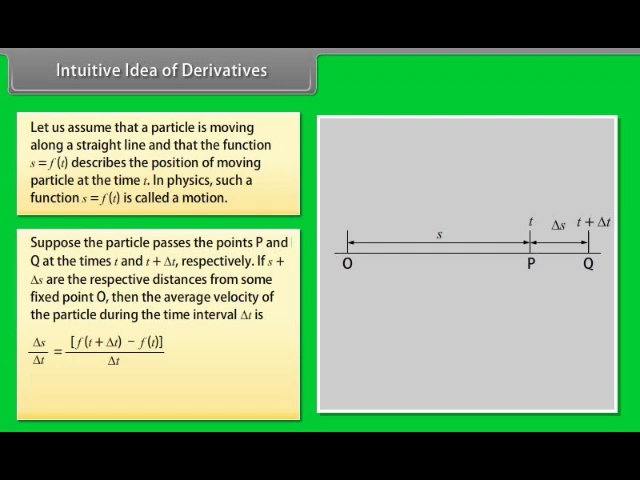 Intuitive Idea of Derivatives
Let us assume that a particle is moving
along a straight line and that the function
s = f (t) describes the position of moving
particle at the time t. In physics, such a
function s = f (t) is called a motion.
Suppose the particle passes the points P and
Q at the times t and t + Δt, respectively. If s +
Δs are the respective distances from some
fixed point O, then the average velocity of
the particle during the time interval Δt is
Δs/Δt = [f (t + Δt) − f (t)]/Δt
t Δs t + Δt
s
O P Q